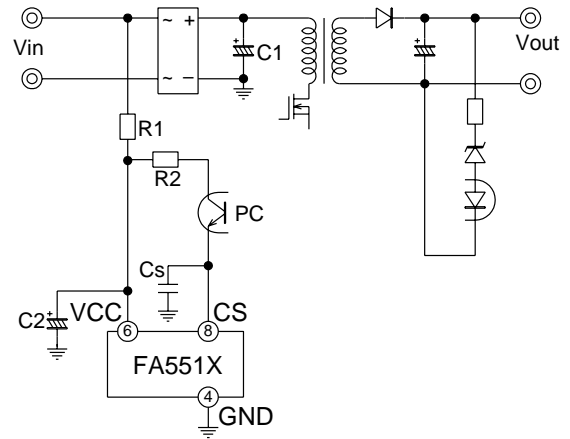 ~ +
Vin
C1
Vout
~ −
R1
R2
PC
Cs
C2
VCC
CS
6
8
FA551X
4
GND